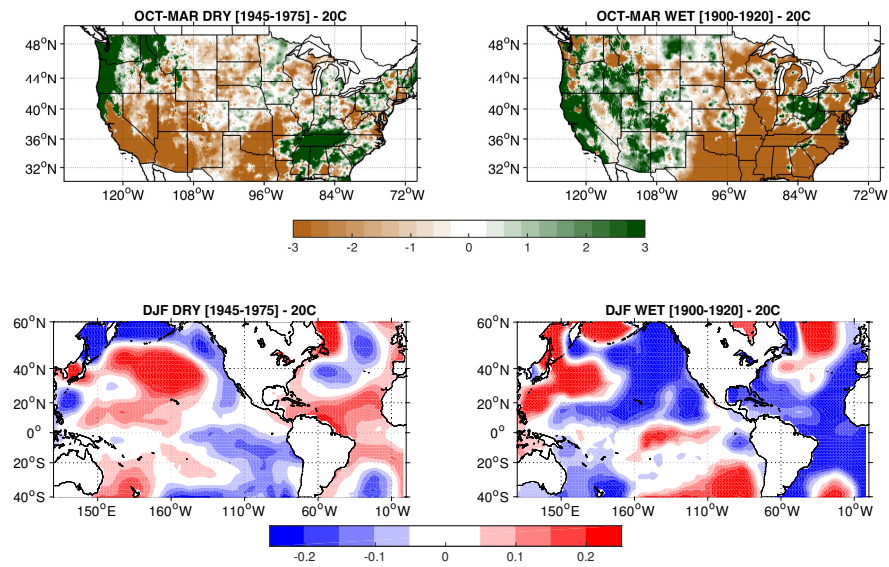 OCT-MAR DRY [1945-1975] - 20C
OCT-MAR WET [1900-1920] - 20C
48°N
44°N
40°N
36°N
32°N
120°W 108°W 96°W 84°W 72°W
48°N
44°N
40°N
36°N
32°N
120°W 108°W 96°W 84°W 72°W
-3 -2 -1 0 1 2 3
DJF DRY [1945-1975] - 20C
DJF WET [1900-1920] - 20C
60°N
40°N
20°N
0°
20°S
40°S
150°E 160°W 110°W 60°W 10°W
60°N
40°N
20°N
0°
20°S
40°S
150°E 160°W 110°W 60°W 10°W
-0.2 -0.1 0 0.1 0.2